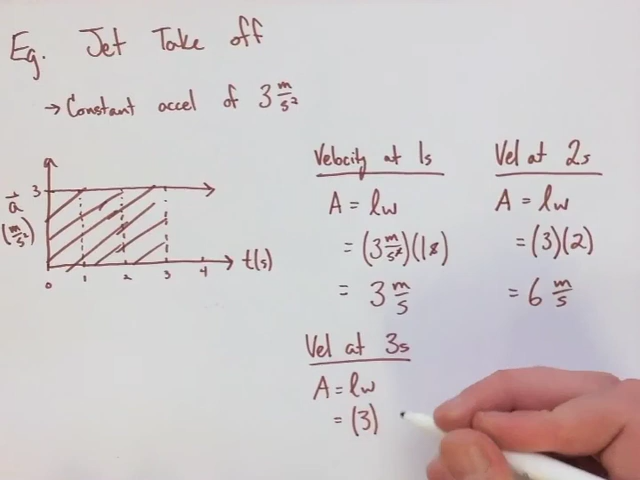 Eg. Jet Take off
→ Constant accel of 3 m/s²
a
3
a⃗
(m/s²)
0 1 2 3 4 t(s)
Velocity at 1s
A = lw
= (3 m/s²)(1s)
= 3 m/s
Vel at 2s
A = lw
= (3)(2)
= 6 m/s
Vel at 3s
A = lw
= (3)